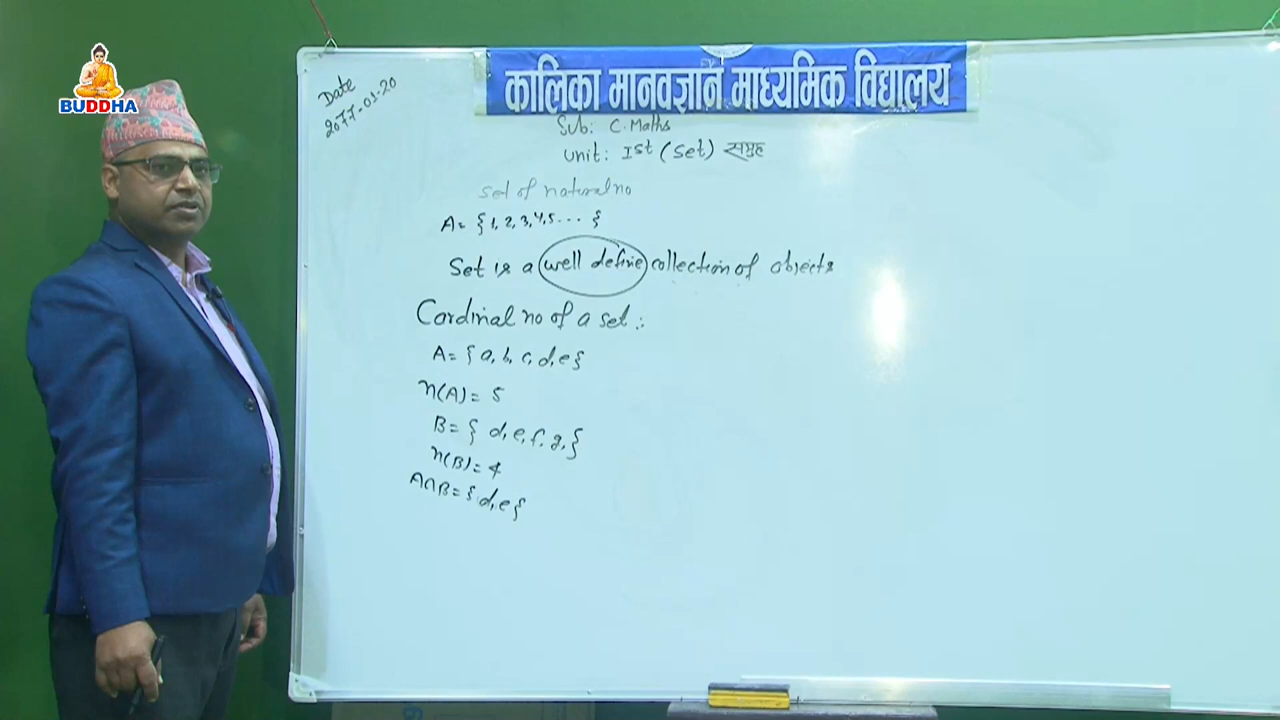 BUDDHA
कालिका मानवज्ञान माध्यमिक विद्यालय
Date
2077-01-20
Sub: C. Maths
Unit: Ist (set) समूह
set of natural no
A = {1, 2, 3, 4, 5 ... }
Set is a well define collection of objects
Cardinal no of a set :
A = { a, b, c, d, e }
n(A) = 5
B = { d, e, f, g, }
n(B) = 4
A∩B = { d, e }